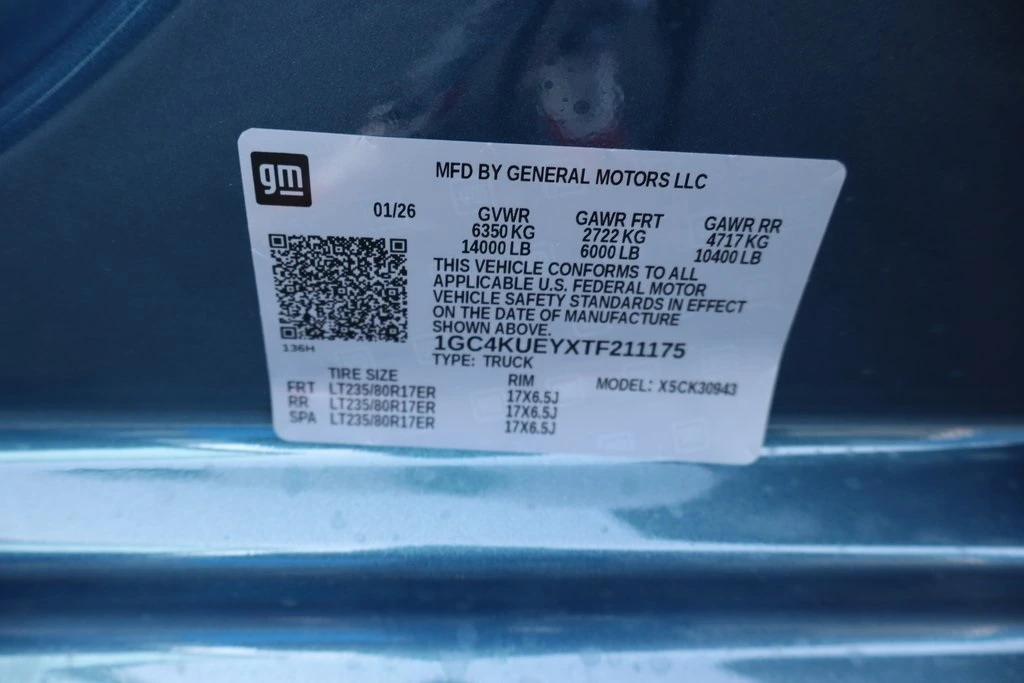 gm
MFD BY GENERAL MOTORS LLC
01/26 GVWR GAWR FRT GAWR RR
6350 KG 2722 KG 4717 KG
14000 LB 6000 LB 10400 LB
THIS VEHICLE CONFORMS TO ALL
APPLICABLE U.S. FEDERAL MOTOR
VEHICLE SAFETY STANDARDS IN EFFECT
ON THE DATE OF MANUFACTURE
SHOWN ABOVE.
136H
1GC4KUEYXTF211175
TYPE: TRUCK
TIRE SIZE RIM MODEL: X5CK30943
FRT LT235/80R17ER 17X6.5J
RR LT235/80R17ER 17X6.5J
SPA LT235/80R17ER 17X6.5J